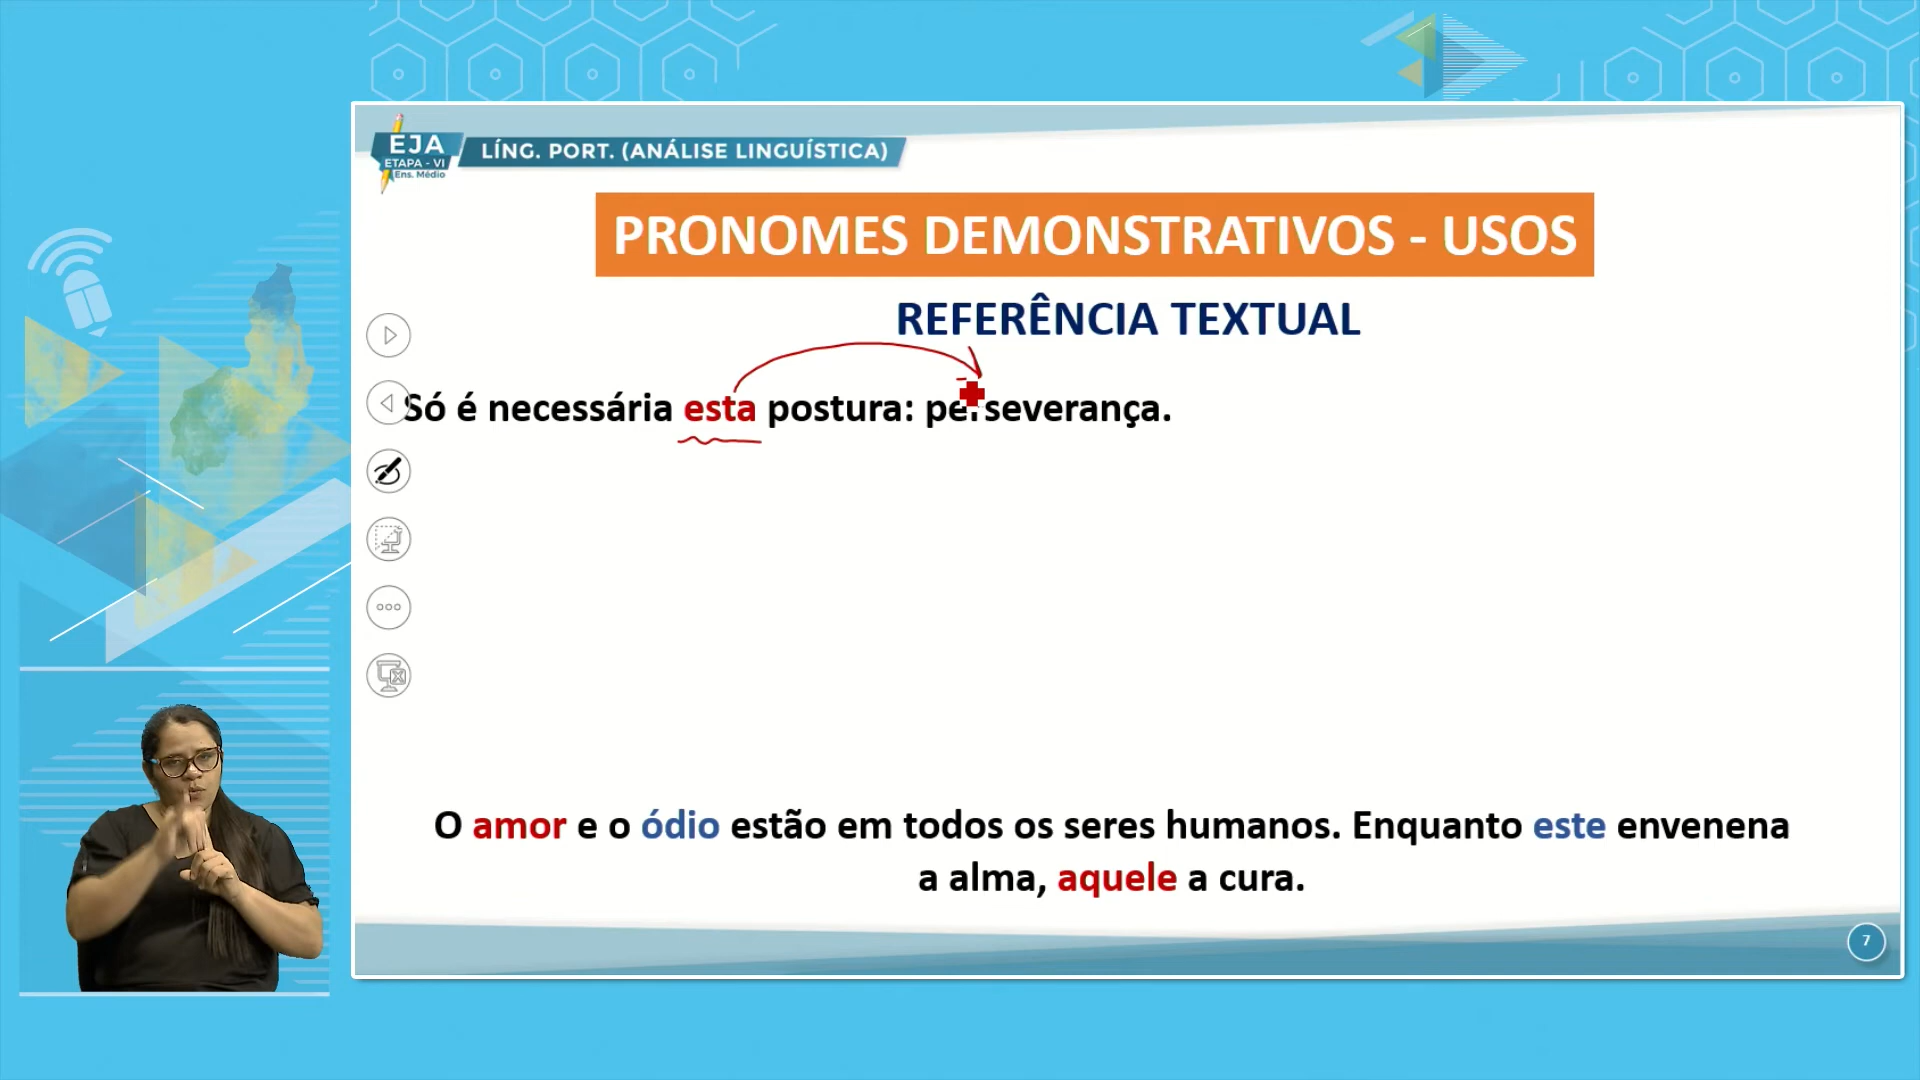 EJA
ETAPA - VI
Ens. Médio
LÍNG. PORT. (ANÁLISE LINGUÍSTICA)
PRONOMES DEMONSTRATIVOS - USOS
REFERÊNCIA TEXTUAL
Só é necessária esta postura: perseverança.
O amor e o ódio estão em todos os seres humanos. Enquanto este envenena
a alma, aquele a cura.
7